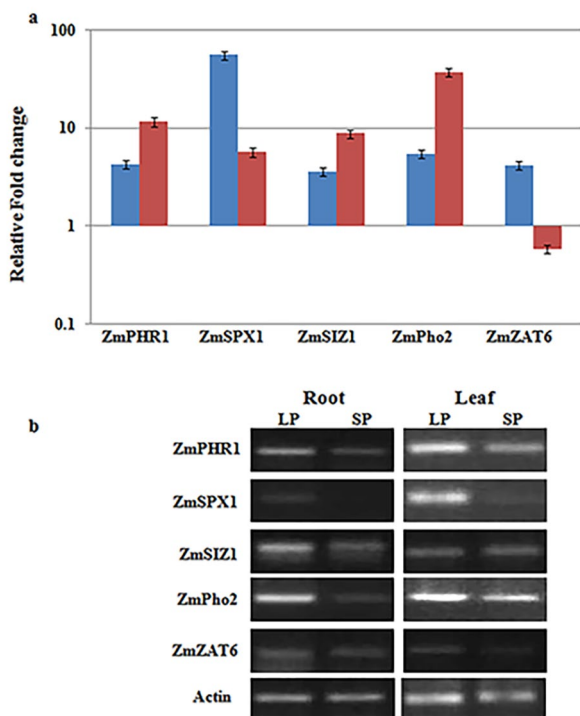 a
Relative Fold change
100
10
1
0.1
ZmPHR1 ZmSPX1 ZmSIZ1 ZmPho2 ZmZAT6
b
Root Leaf
LP SP LP SP
ZmPHR1
ZmSPX1
ZmSIZ1
ZmPho2
ZmZAT6
Actin